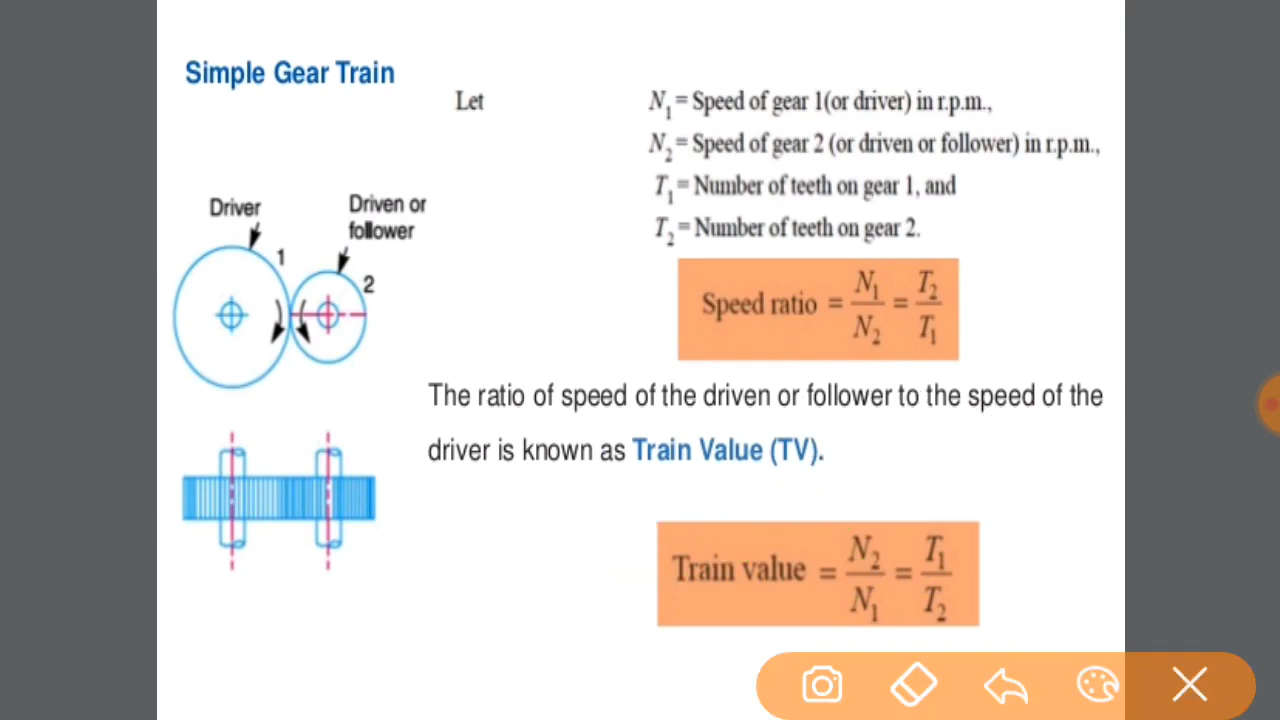 Simple Gear Train
Let
N₁ = Speed of gear 1(or driver) in r.p.m.,
N₂ = Speed of gear 2 (or driven or follower) in r.p.m.,
T₁ = Number of teeth on gear 1, and
T₂ = Number of teeth on gear 2.
Driver
Driven or
follower
1
2
Speed ratio = N₁/N₂ = T₂/T₁
The ratio of speed of the driven or follower to the speed of the
driver is known as Train Value (TV).
Train value = N₂/N₁ = T₁/T₂